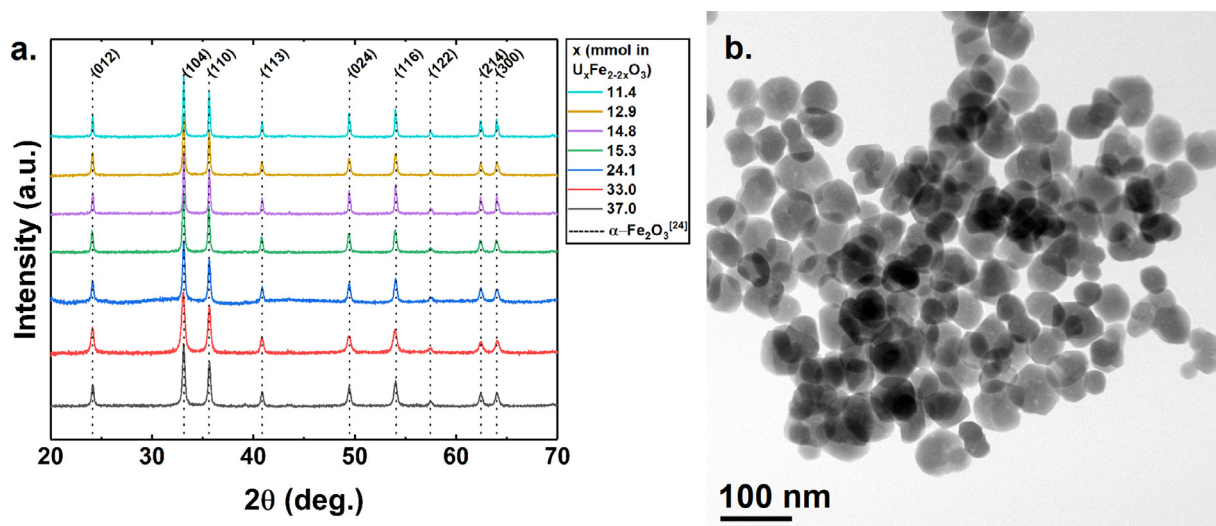 a.
(012)
(104)
(110)
(113)
(024)
(116)
(122)
(214)
(300)
x (mmol in
UₓFe₂₋₂ₓO₃)
11.4
12.9
14.8
15.3
24.1
33.0
37.0
α–Fe₂O₃[24]
Intensity (a.u.)
20 30 40 50 60 70
2θ (deg.)
b.
100 nm